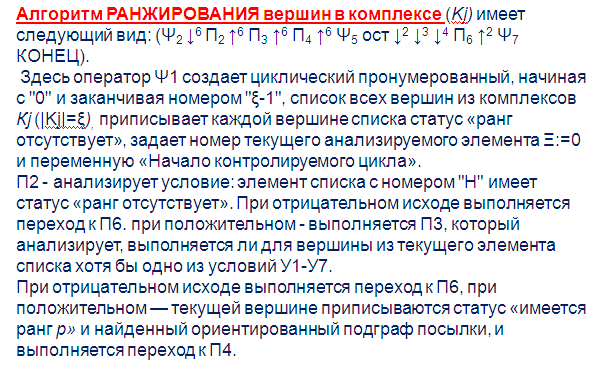 Алгоритм РАНЖИРОВАНИЯ вершин в комплексе (Kj) имеет
следующий вид: (Ψ₂ ↓⁶ П₂ ↑⁶ П₃ ↑⁶ П₄ ↑⁶ Ψ₅ ост ↓² ↓³ ↓⁴ П₆ ↑² Ψ₇
КОНЕЦ).
Здесь оператор Ψ1 создает циклический пронумерованный, начиная
с "0" и заканчивая номером "ξ-1", список всех вершин из комплексов
Kj (|Kj|=ξ), приписывает каждой вершине списка статус «ранг
отсутствует», задает номер текущего анализируемого элемента Ξ:=0
и переменную «Начало контролируемого цикла».
П2 - анализирует условие: элемент списка с номером "Н" имеет
статус «ранг отсутствует». При отрицательном исходе выполняется
переход к П6. при положительном - выполняется П3, который
анализирует, выполняется ли для вершины из текущего элемента
списка хотя бы одно из условий У1-У7.
При отрицательном исходе выполняется переход к П6, при
положительном — текущей вершине приписываются статус «имеется
ранг р» и найденный ориентированный подграф посылки, и
выполняется переход к П4.